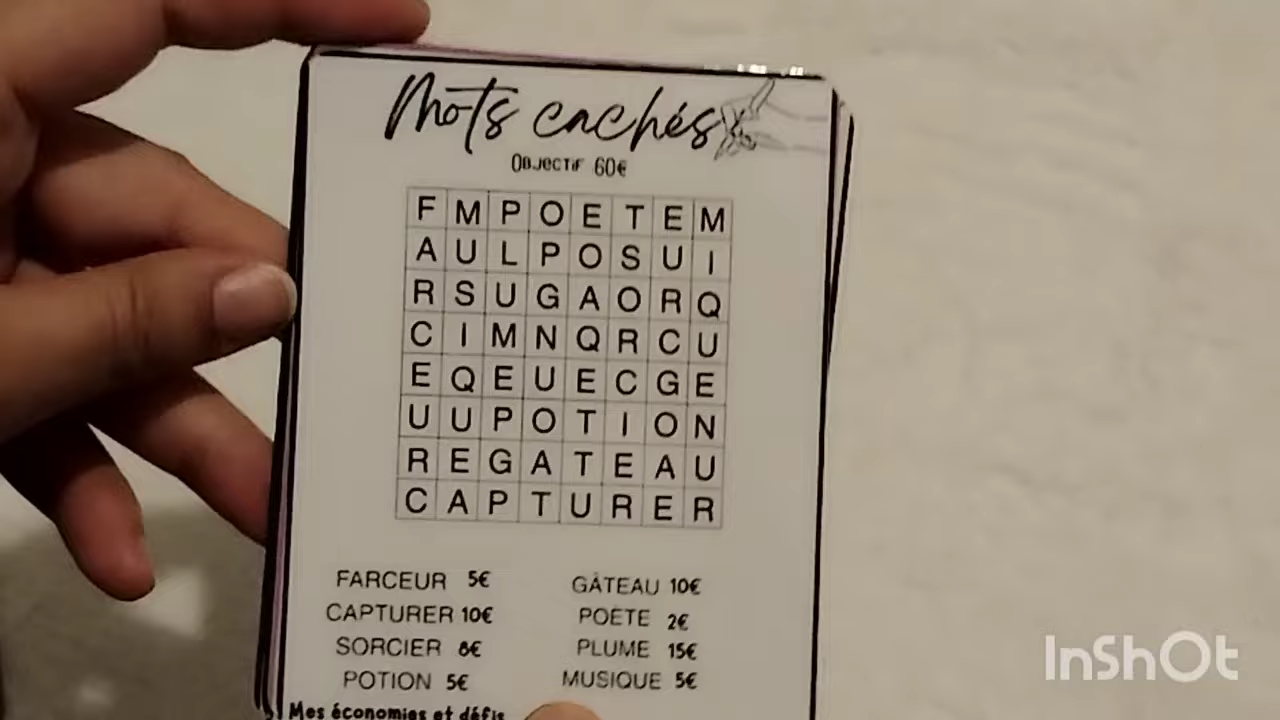 Mots cachés
Objectif 60€
F M P O E T E M
A U L P O S U I
R S U G A O R Q
C I M N Q R C U
E Q E U E C G E
U U P O T I O N
R E G A T E A U
C A P T U R E R
FARCEUR 5€ GÂTEAU 10€
CAPTURER 10€ POÈTE 2€
SORCIER 8€ PLUME 15€
POTION 5€ MUSIQUE 5€
Mes économies et défis
InShOt